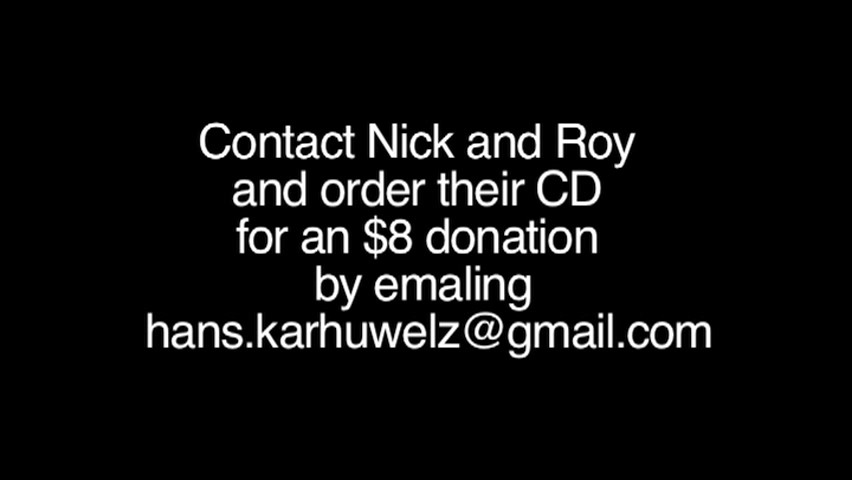 Contact Nick and Roy
and order their CD
for an $8 donation
by emaling
hans.karhuwelz@gmail.com